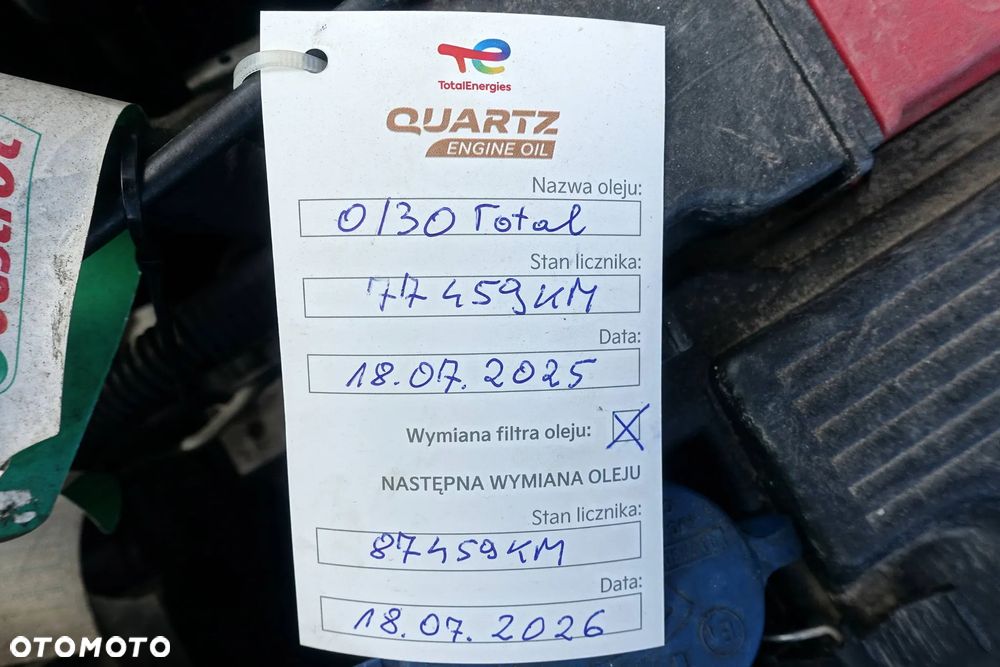 TotalEnergies
QUARTZ
ENGINE OIL
Nazwa oleju:
0/30 Total
Stan licznika:
77459KM
Data:
18.07.2025
Wymiana filtra oleju:
NASTĘPNA WYMIANA OLEJU
Stan licznika:
87459KM
Data:
18.07.2026
Castrol
OTOMOTO